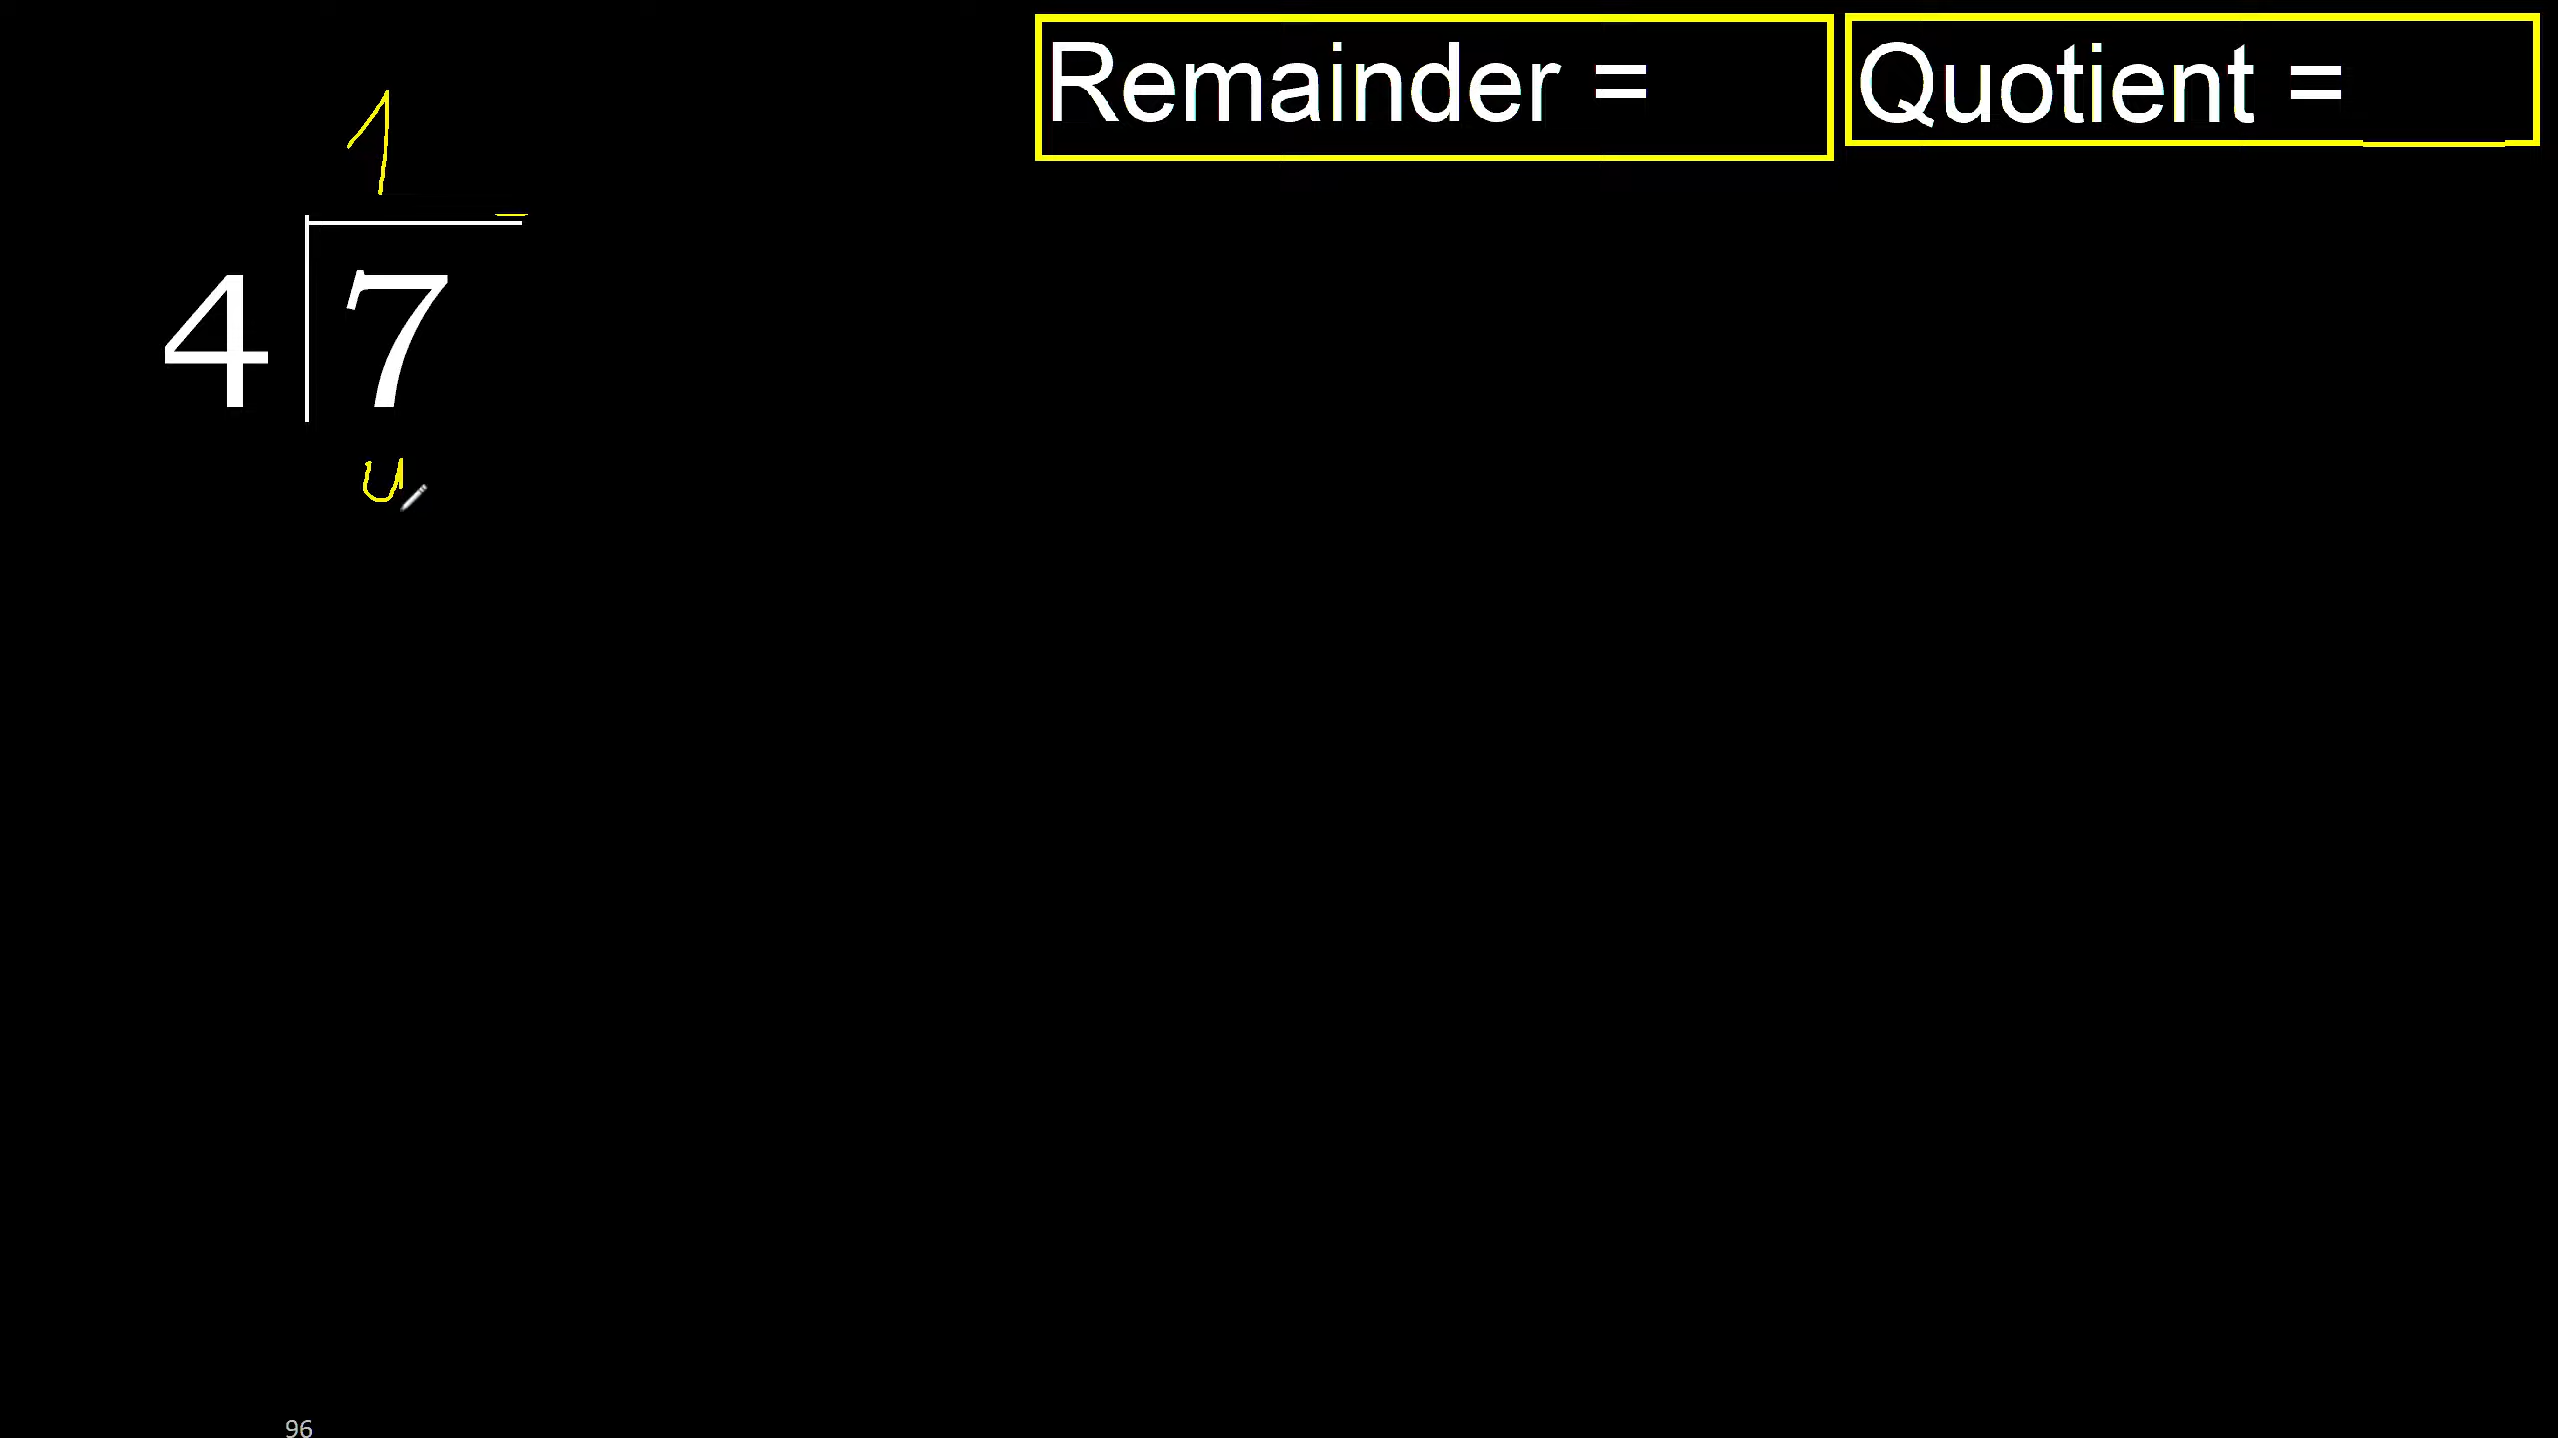 Remainder = Quotient =
1
4 7
4
96